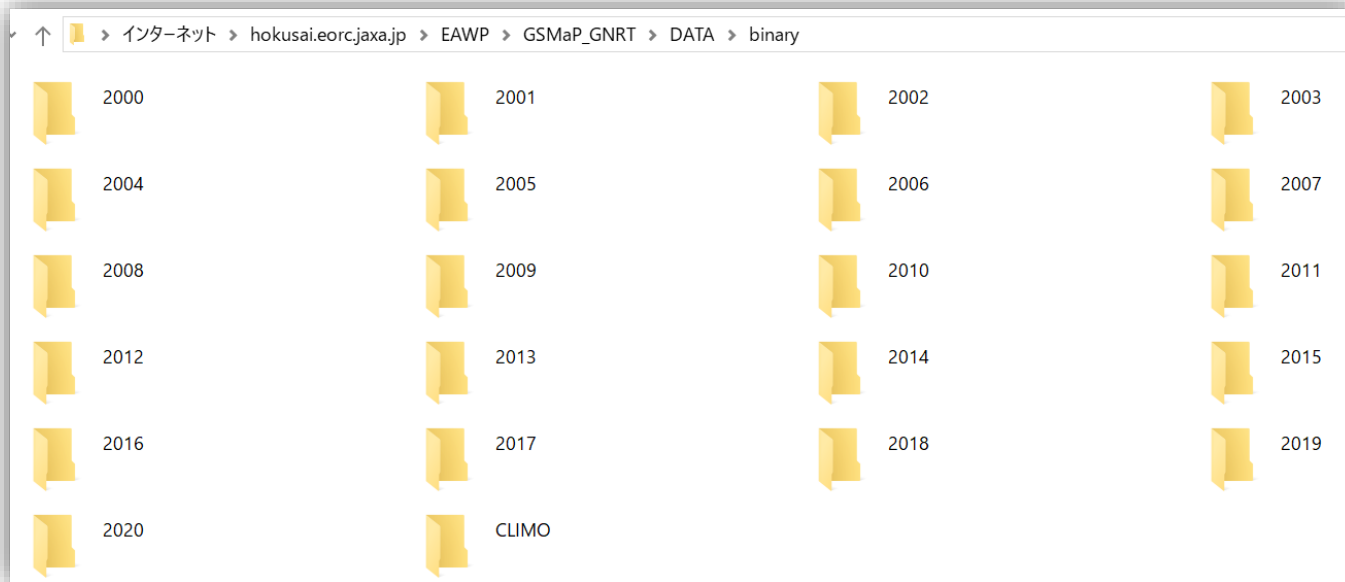 インターネット > hokusai.eorc.jaxa.jp > EAWP > GSMaP_GNRT > DATA > binary
2000 2001 2002 2003
2004 2005 2006 2007
2008 2009 2010 2011
2012 2013 2014 2015
2016 2017 2018 2019
2020 CLIMO